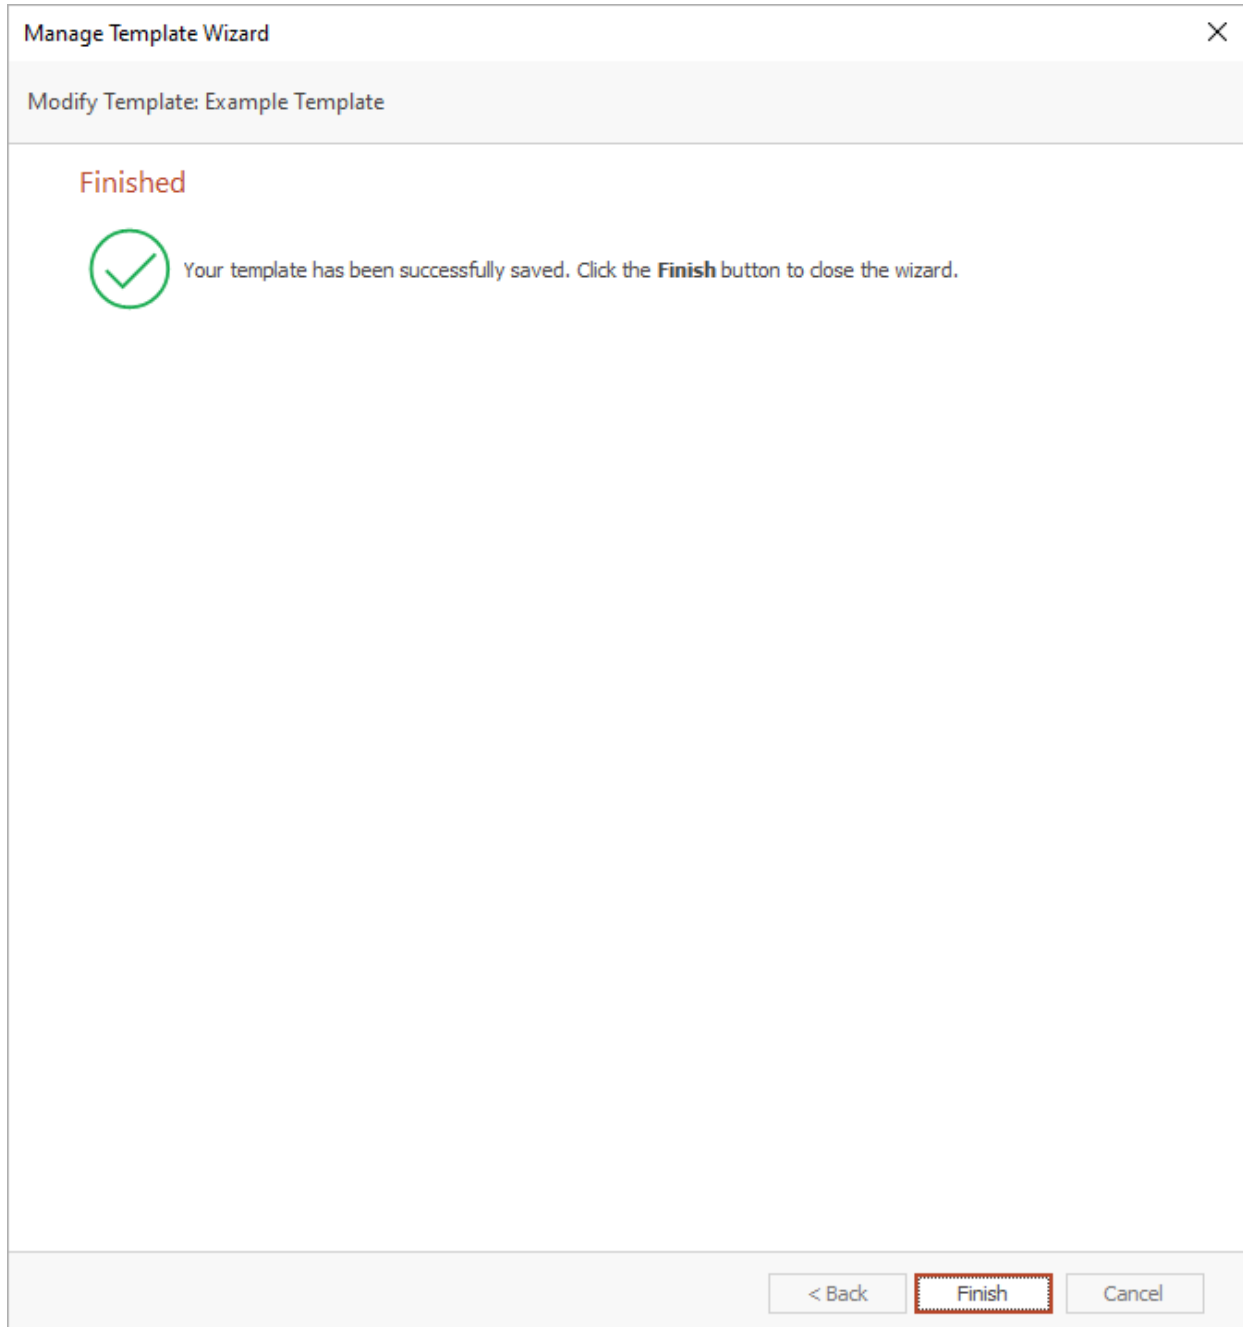 Manage Template Wizard
Modify Template: Example Template
Finished
Your template has been successfully saved. Click the Finish button to close the wizard.
< Back Finish Cancel